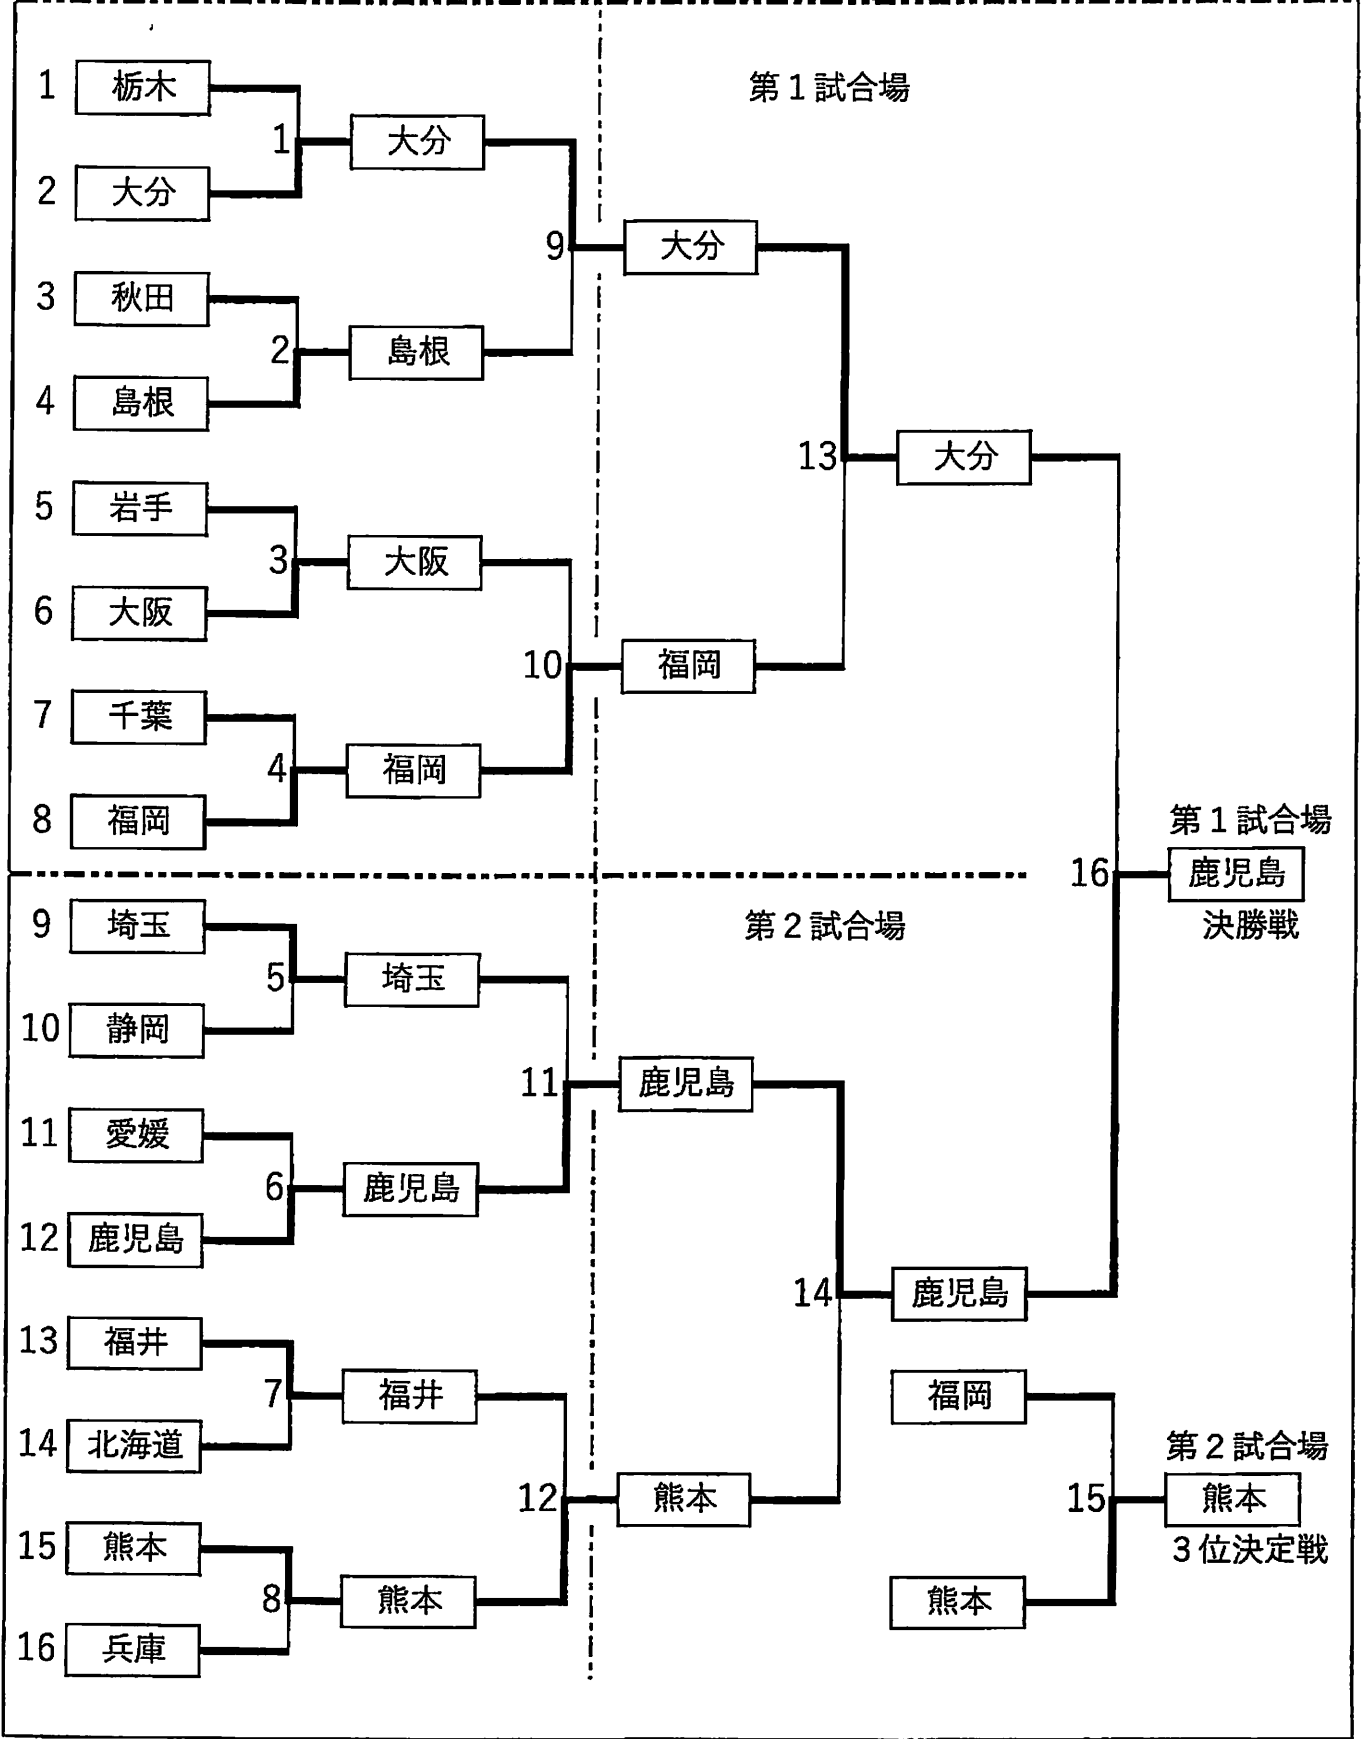 第1試合場
1 栃木
1 大分
2 大分
9 大分
3 秋田
2 島根
4 島根
13 大分
5 岩手
3 大阪
6 大阪
10 福岡
7 千葉
4 福岡
8 福岡
第1試合場
16 鹿児島
決勝戦
第2試合場
9 埼玉
5 埼玉
10 静岡
11 鹿児島
11 愛媛
6 鹿児島
12 鹿児島
14 鹿児島
13 福井
7 福井
14 北海道
12 熊本
15 熊本
8 熊本
16 兵庫
福岡
第2試合場
15 熊本
3位決定戦
熊本